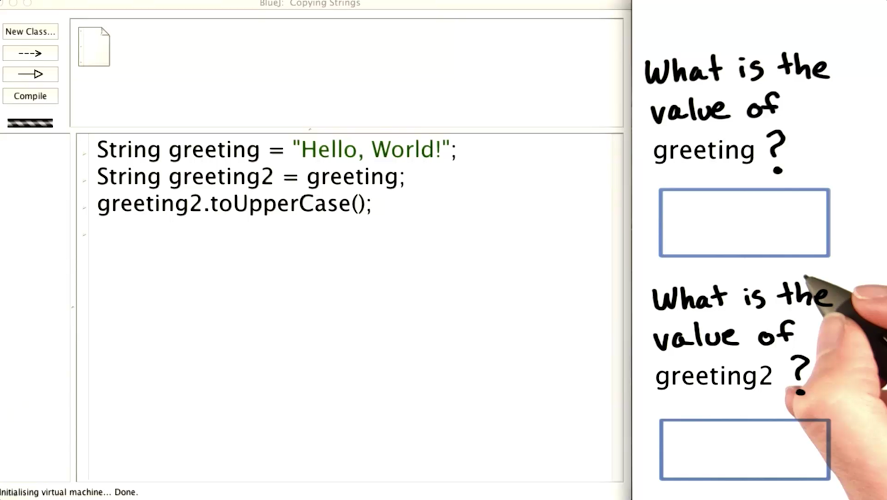 BlueJ: Copying Strings
New Class...
Compile
String greeting = "Hello, World!";
String greeting2 = greeting;
greeting2.toUpperCase();
Initialising virtual machine... Done.
What is the
value of
greeting ?
What is the
value of
greeting2 ?